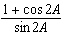 1 + cos 2A
sin 2A